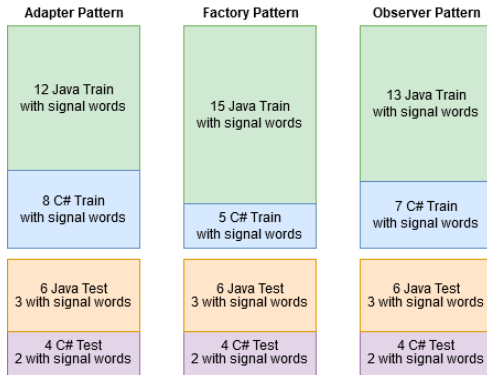 Adapter Pattern
12 Java Train
with signal words
8 C# Train
with signal words
6 Java Test
3 with signal words
4 C# Test
2 with signal words
Factory Pattern
15 Java Train
with signal words
5 C# Train
with signal words
6 Java Test
3 with signal words
4 C# Test
2 with signal words
Observer Pattern
13 Java Train
with signal words
7 C# Train
with signal words
6 Java Test
3 with signal words
4 C# Test
2 with signal words